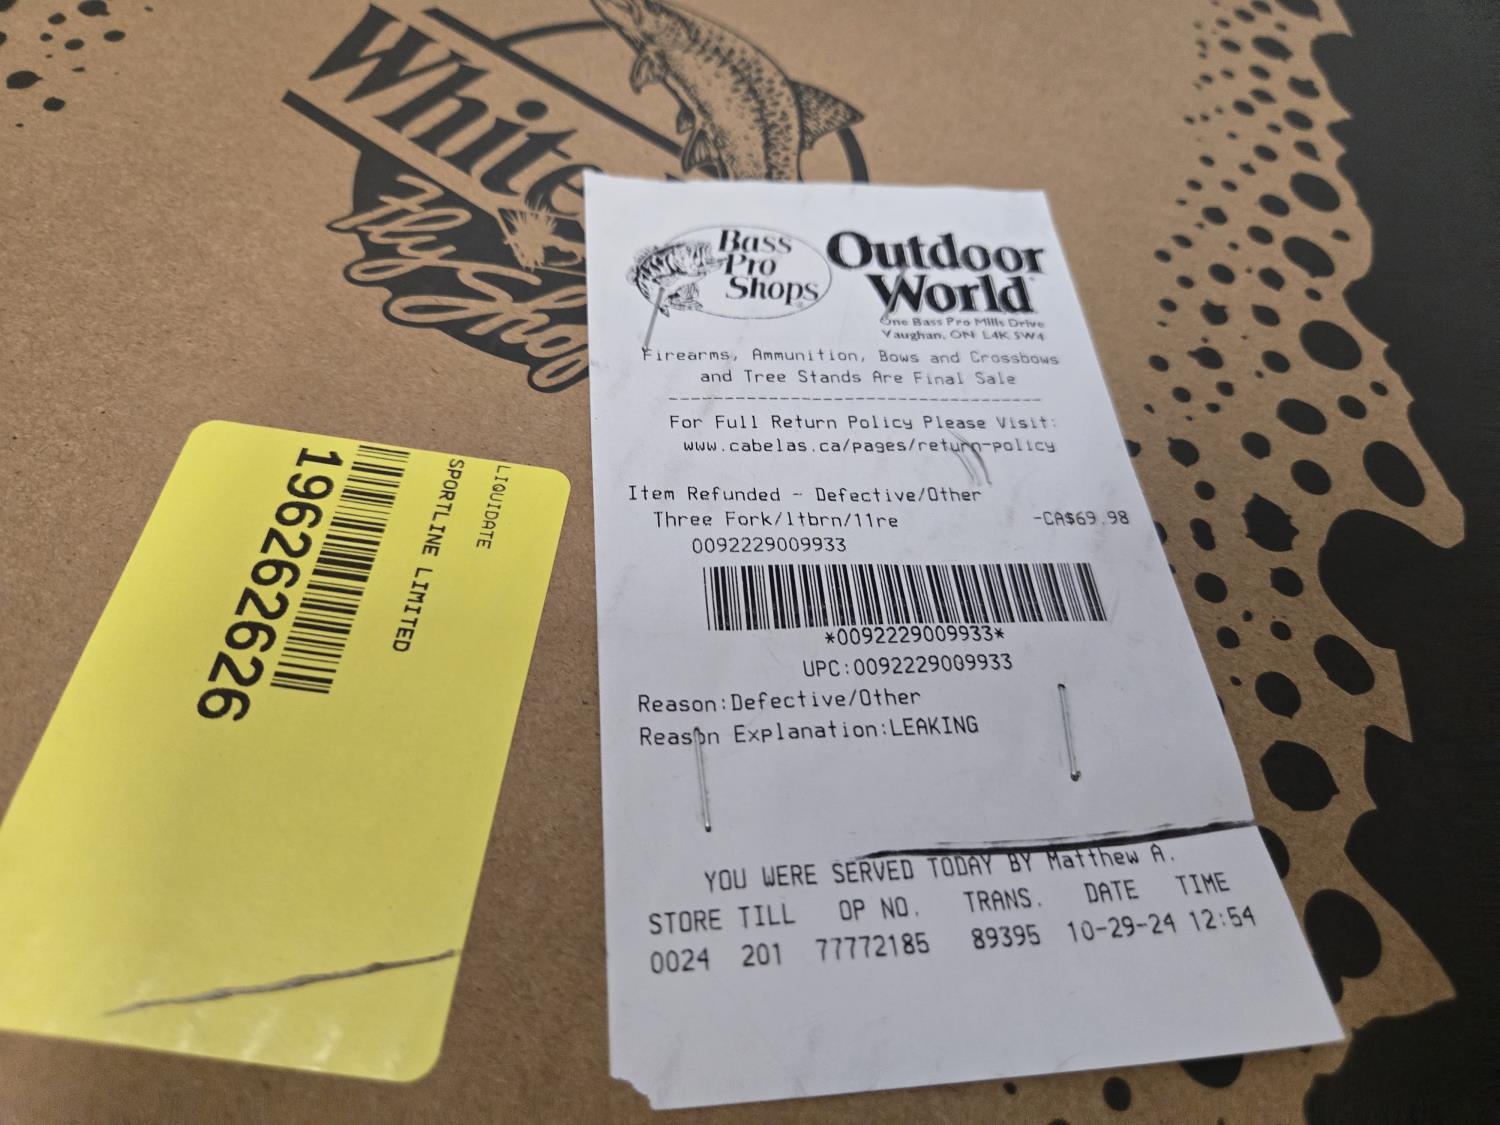 White
Fly Shop
Bass
Pro
Shops
Outdoor
World
One Bass Pro Mills Drive
Vaughan, ON L4K 5W4
Firearms, Ammunition, Bows and Crossbows
and Tree Stands Are Final Sale
For Full Return Policy Please Visit:
www.cabelas.ca/pages/return-policy
Item Refunded - Defective/Other
Three Fork/ltbrn/11re -CA$69.98
0092229009933
*0092229009933*
UPC:0092229009933
Reason:Defective/Other
Reason Explanation:LEAKING
YOU WERE SERVED TODAY BY Matthew A.
STORE TILL OP NO. TRANS. DATE TIME
0024 201 77772185 89395 10-29-24 12:54
LIQUIDATE
SPORTLINE LIMITED
196262626